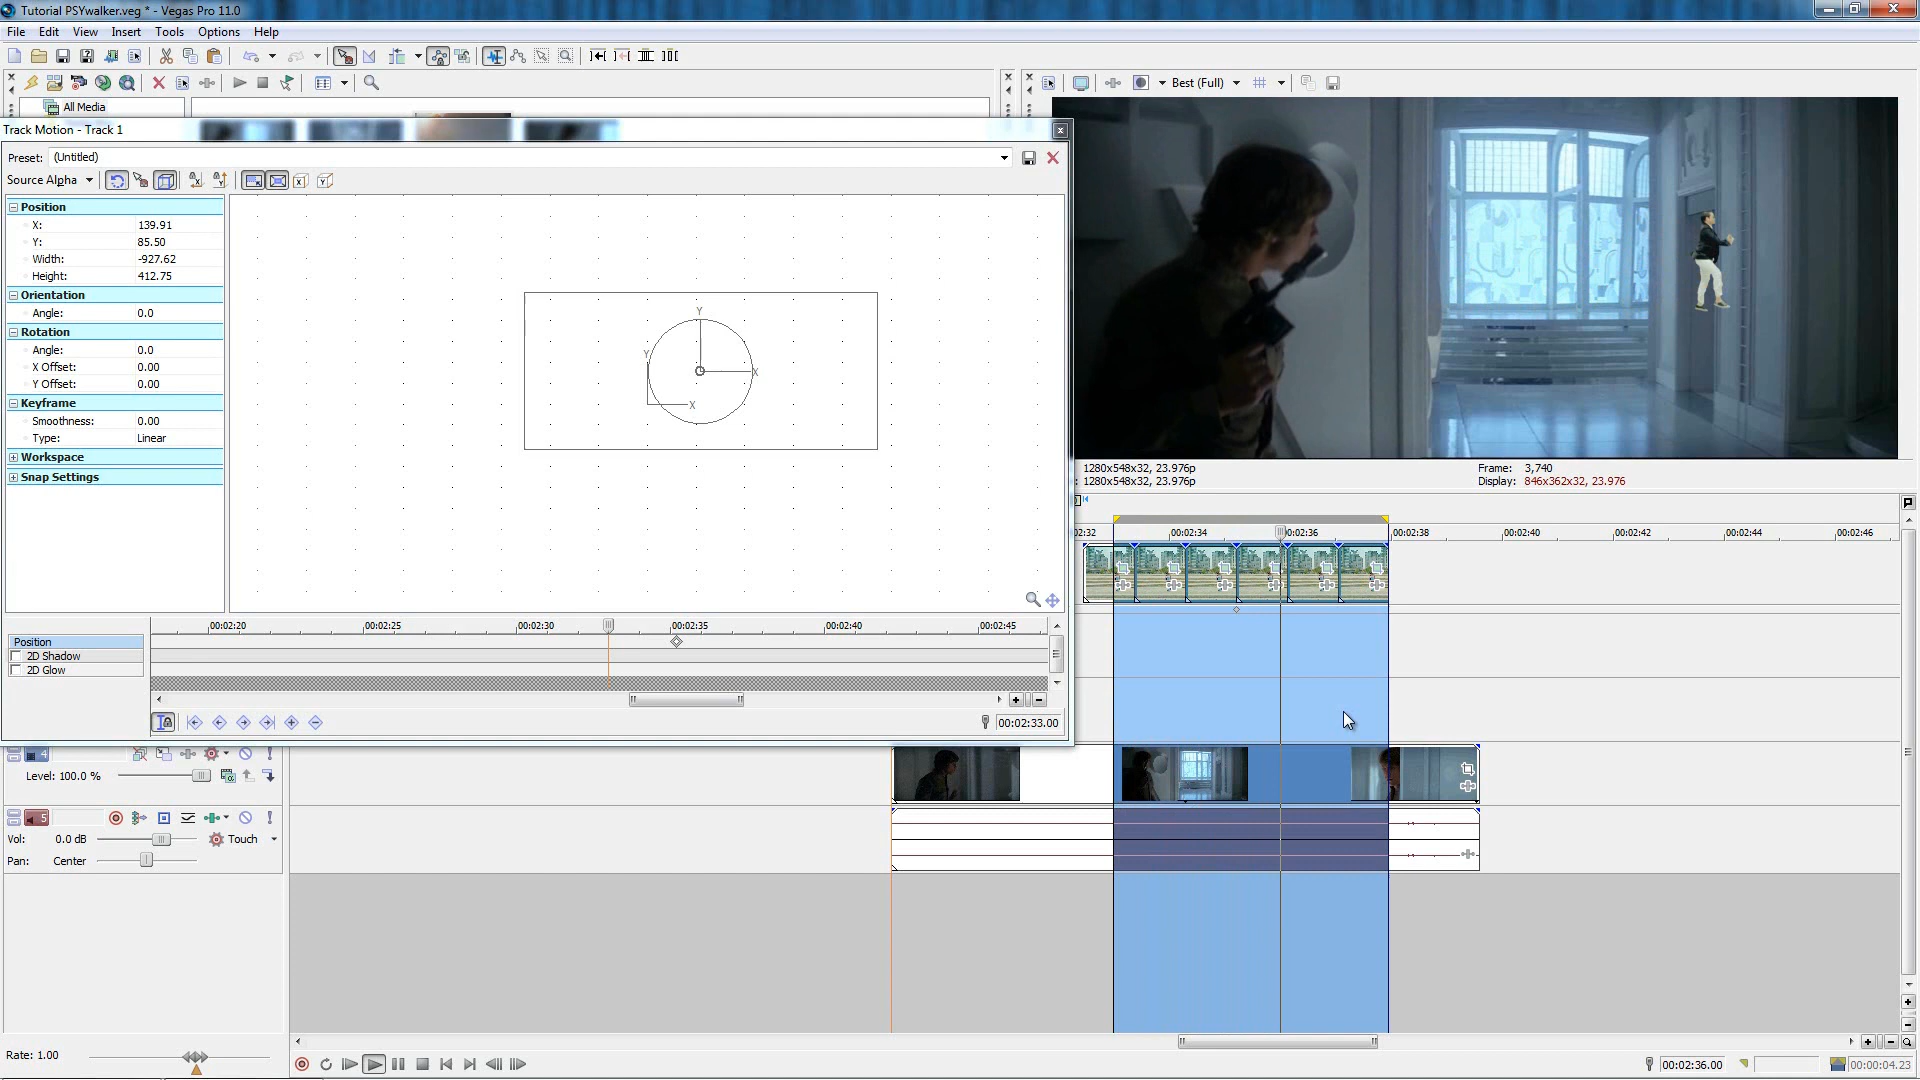 Tutorial PSYwalker.veg * - Vegas Pro 11.0
File Edit View Insert Tools Options Help
Best (Full)
All Media
Track Motion - Track 1
Preset: (Untitled)
Source Alpha
Position
X: 139.91
Y: 85.50
Width: -927.62
Height: 412.75
Orientation
Angle: 0.0
Rotation
Angle: 0.0
X Offset: 0.00
Y Offset: 0.00
Keyframe
Smoothness: 0.00
Type: Linear
Workspace
Snap Settings
Y
Y
X
X
1280x548x32, 23.976p
1280x548x32, 23.976p
Frame: 3,740
Display: 846x362x32, 23.976
00:02:34 00:02:36 00:02:38 00:02:40 00:02:42 00:02:44 00:02:46
00:02:20 00:02:25 00:02:30 00:02:35 00:02:40 00:02:45
Position
2D Shadow
2D Glow
00:02:33.00
4
Level: 100.0 %
5
Vol: 0.0 dB Touch
Pan: Center
Rate: 1.00
00:02:36.00 00:00:04.23